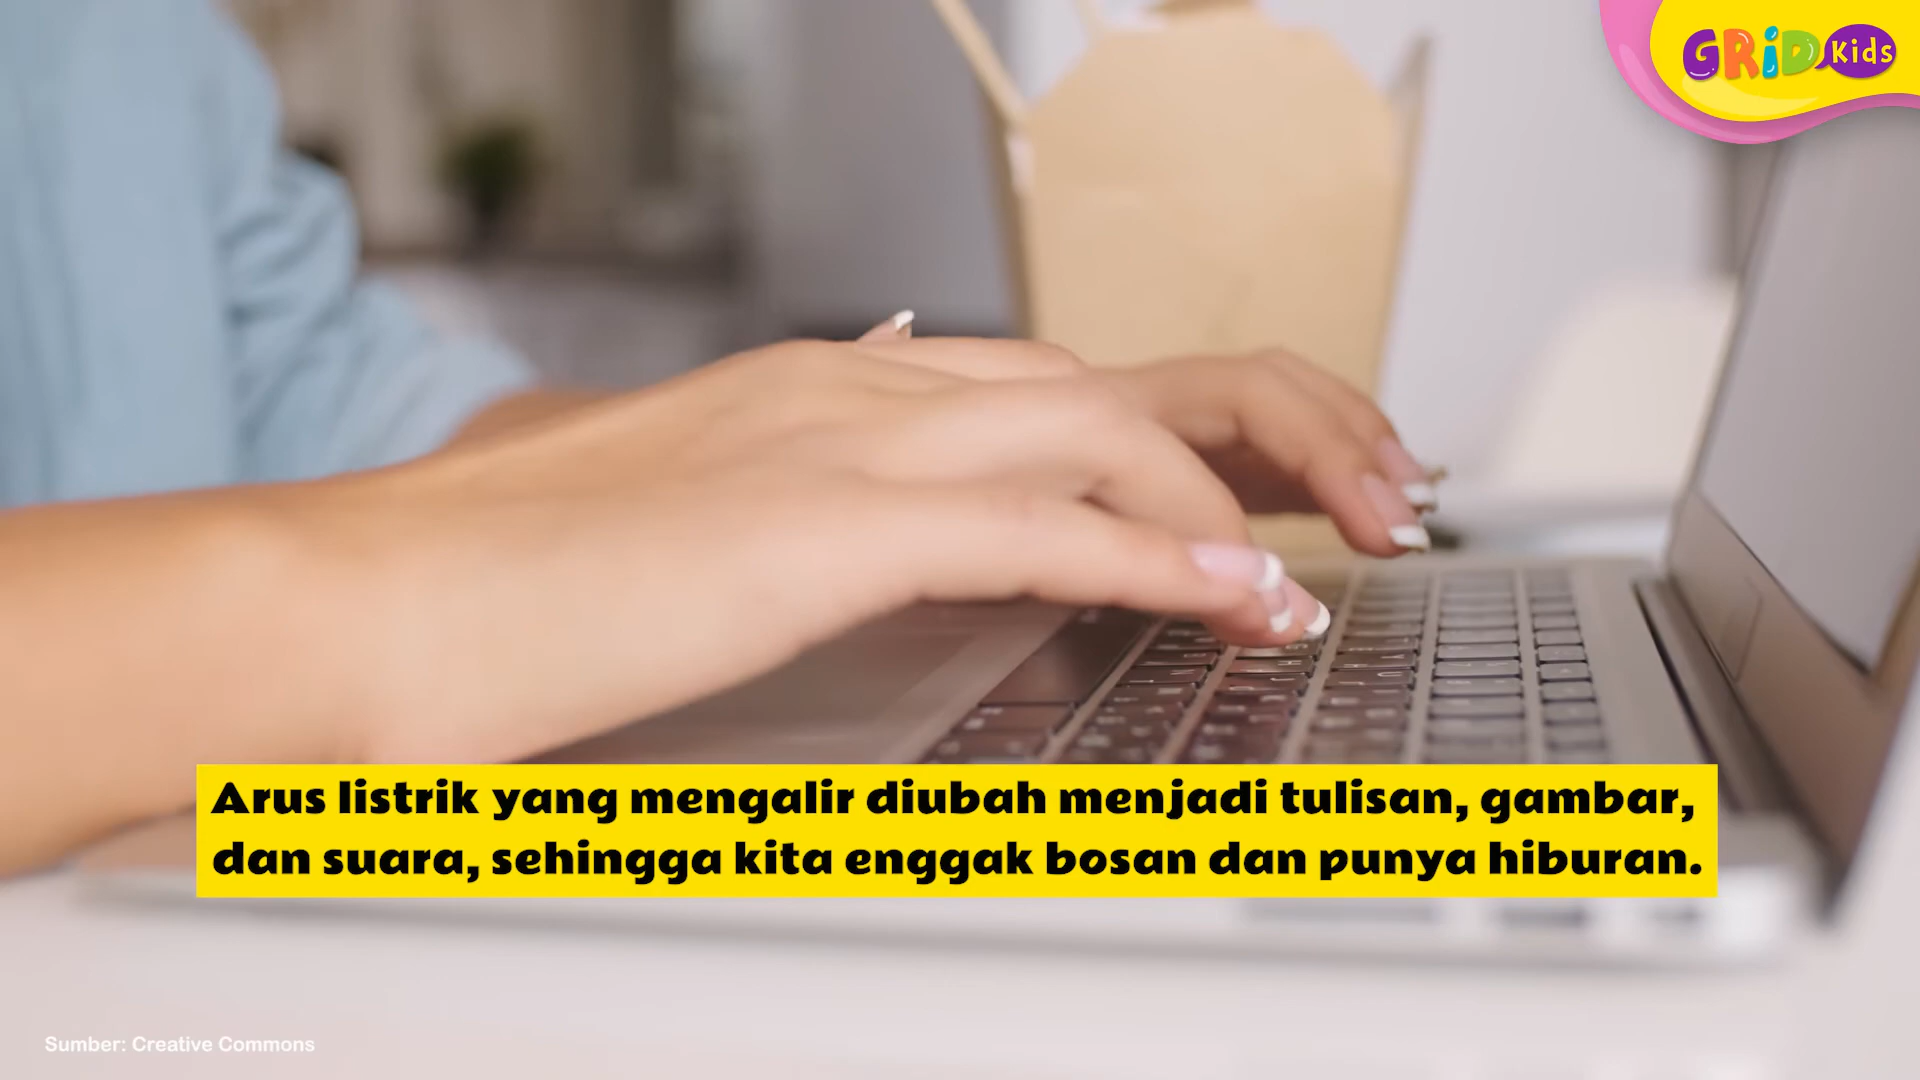 GRiD Kids
Arus listrik yang mengalir diubah menjadi tulisan, gambar,
dan suara, sehingga kita enggak bosan dan punya hiburan.
Sumber: Creative Commons